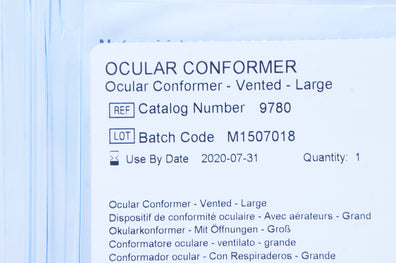 OCULAR CONFORMER
Ocular Conformer - Vented - Large
REF Catalog Number 9780
LOT Batch Code M1507018
Use By Date 2020-07-31 Quantity: 1
Ocular Conformer - Vented - Large
Dispositif de conformité oculaire - Avec aérateurs - Grand
Okularkonformer - Mit Öffnungen - Groß
Conformatore oculare - ventilato - grande
Conformador ocular - Con Respiraderos - Grande